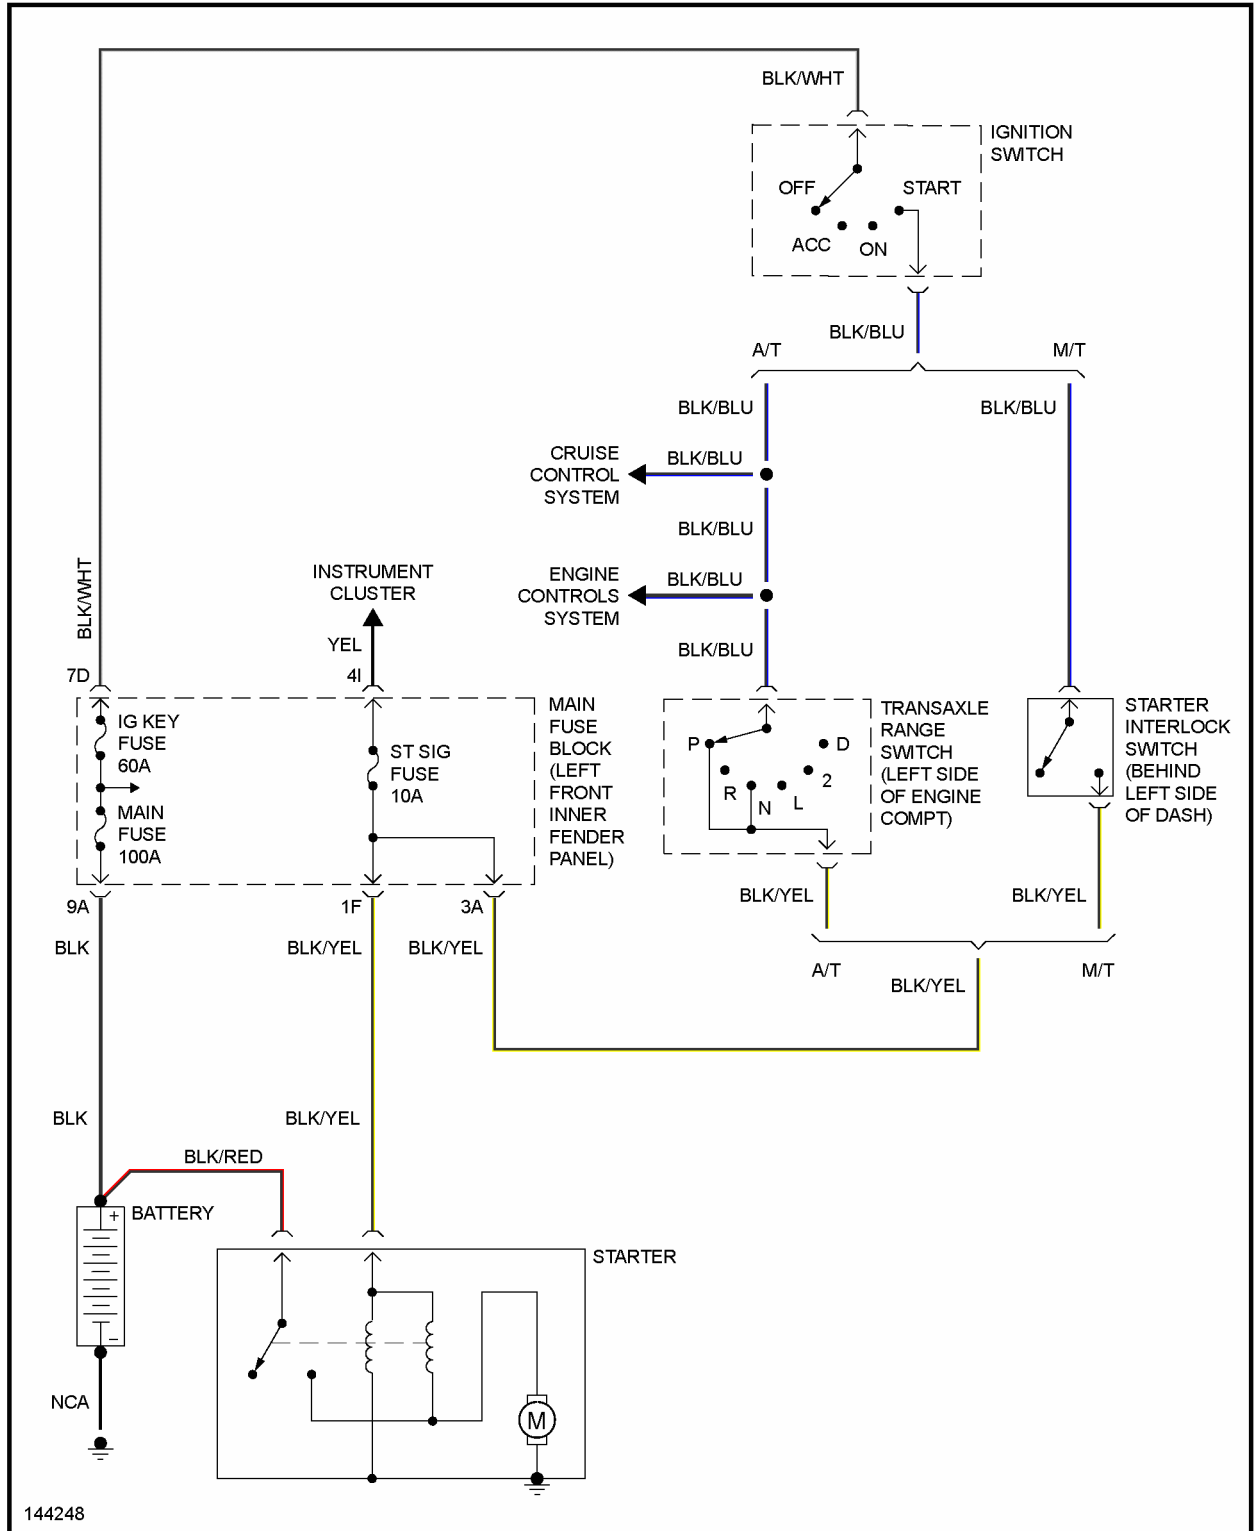 BLK/WHT
IGNITION
SWITCH
OFF
START
ACC
ON
BLK/BLU
A/T
M/T
BLK/BLU
BLK/BLU
CRUISE
CONTROL
SYSTEM
BLK/BLU
BLK/BLU
ENGINE
CONTROLS
SYSTEM
BLK/BLU
BLK/BLU
BLK/WHT
INSTRUMENT
CLUSTER
YEL
7D
4I
IG KEY
FUSE
60A
MAIN
FUSE
100A
ST SIG
FUSE
10A
MAIN
FUSE
BLOCK
(LEFT
FRONT
INNER
FENDER
PANEL)
P
R
N
L
2
D
TRANSAXLE
RANGE
SWITCH
(LEFT SIDE
OF ENGINE
COMPT)
STARTER
INTERLOCK
SWITCH
(BEHIND
LEFT SIDE
OF DASH)
9A
1F
3A
BLK
BLK/YEL
BLK/YEL
BLK/YEL
BLK/YEL
A/T
M/T
BLK/YEL
BLK
BLK/YEL
BLK/RED
+
BATTERY
–
NCA
STARTER
M
144248